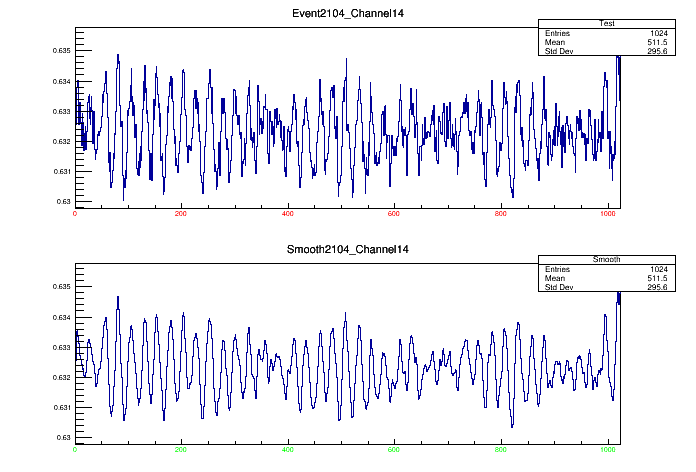 Event2104_Channel14
Test
Entries 1024
Mean 511.5
Std Dev 295.6
0.635
0.634
0.633
0.632
0.631
0.63
0 200 400 600 800 1000
Smooth2104_Channel14
Smooth
Entries 1024
Mean 511.5
Std Dev 295.6
0.635
0.634
0.633
0.632
0.631
0.63
0 200 400 600 800 1000